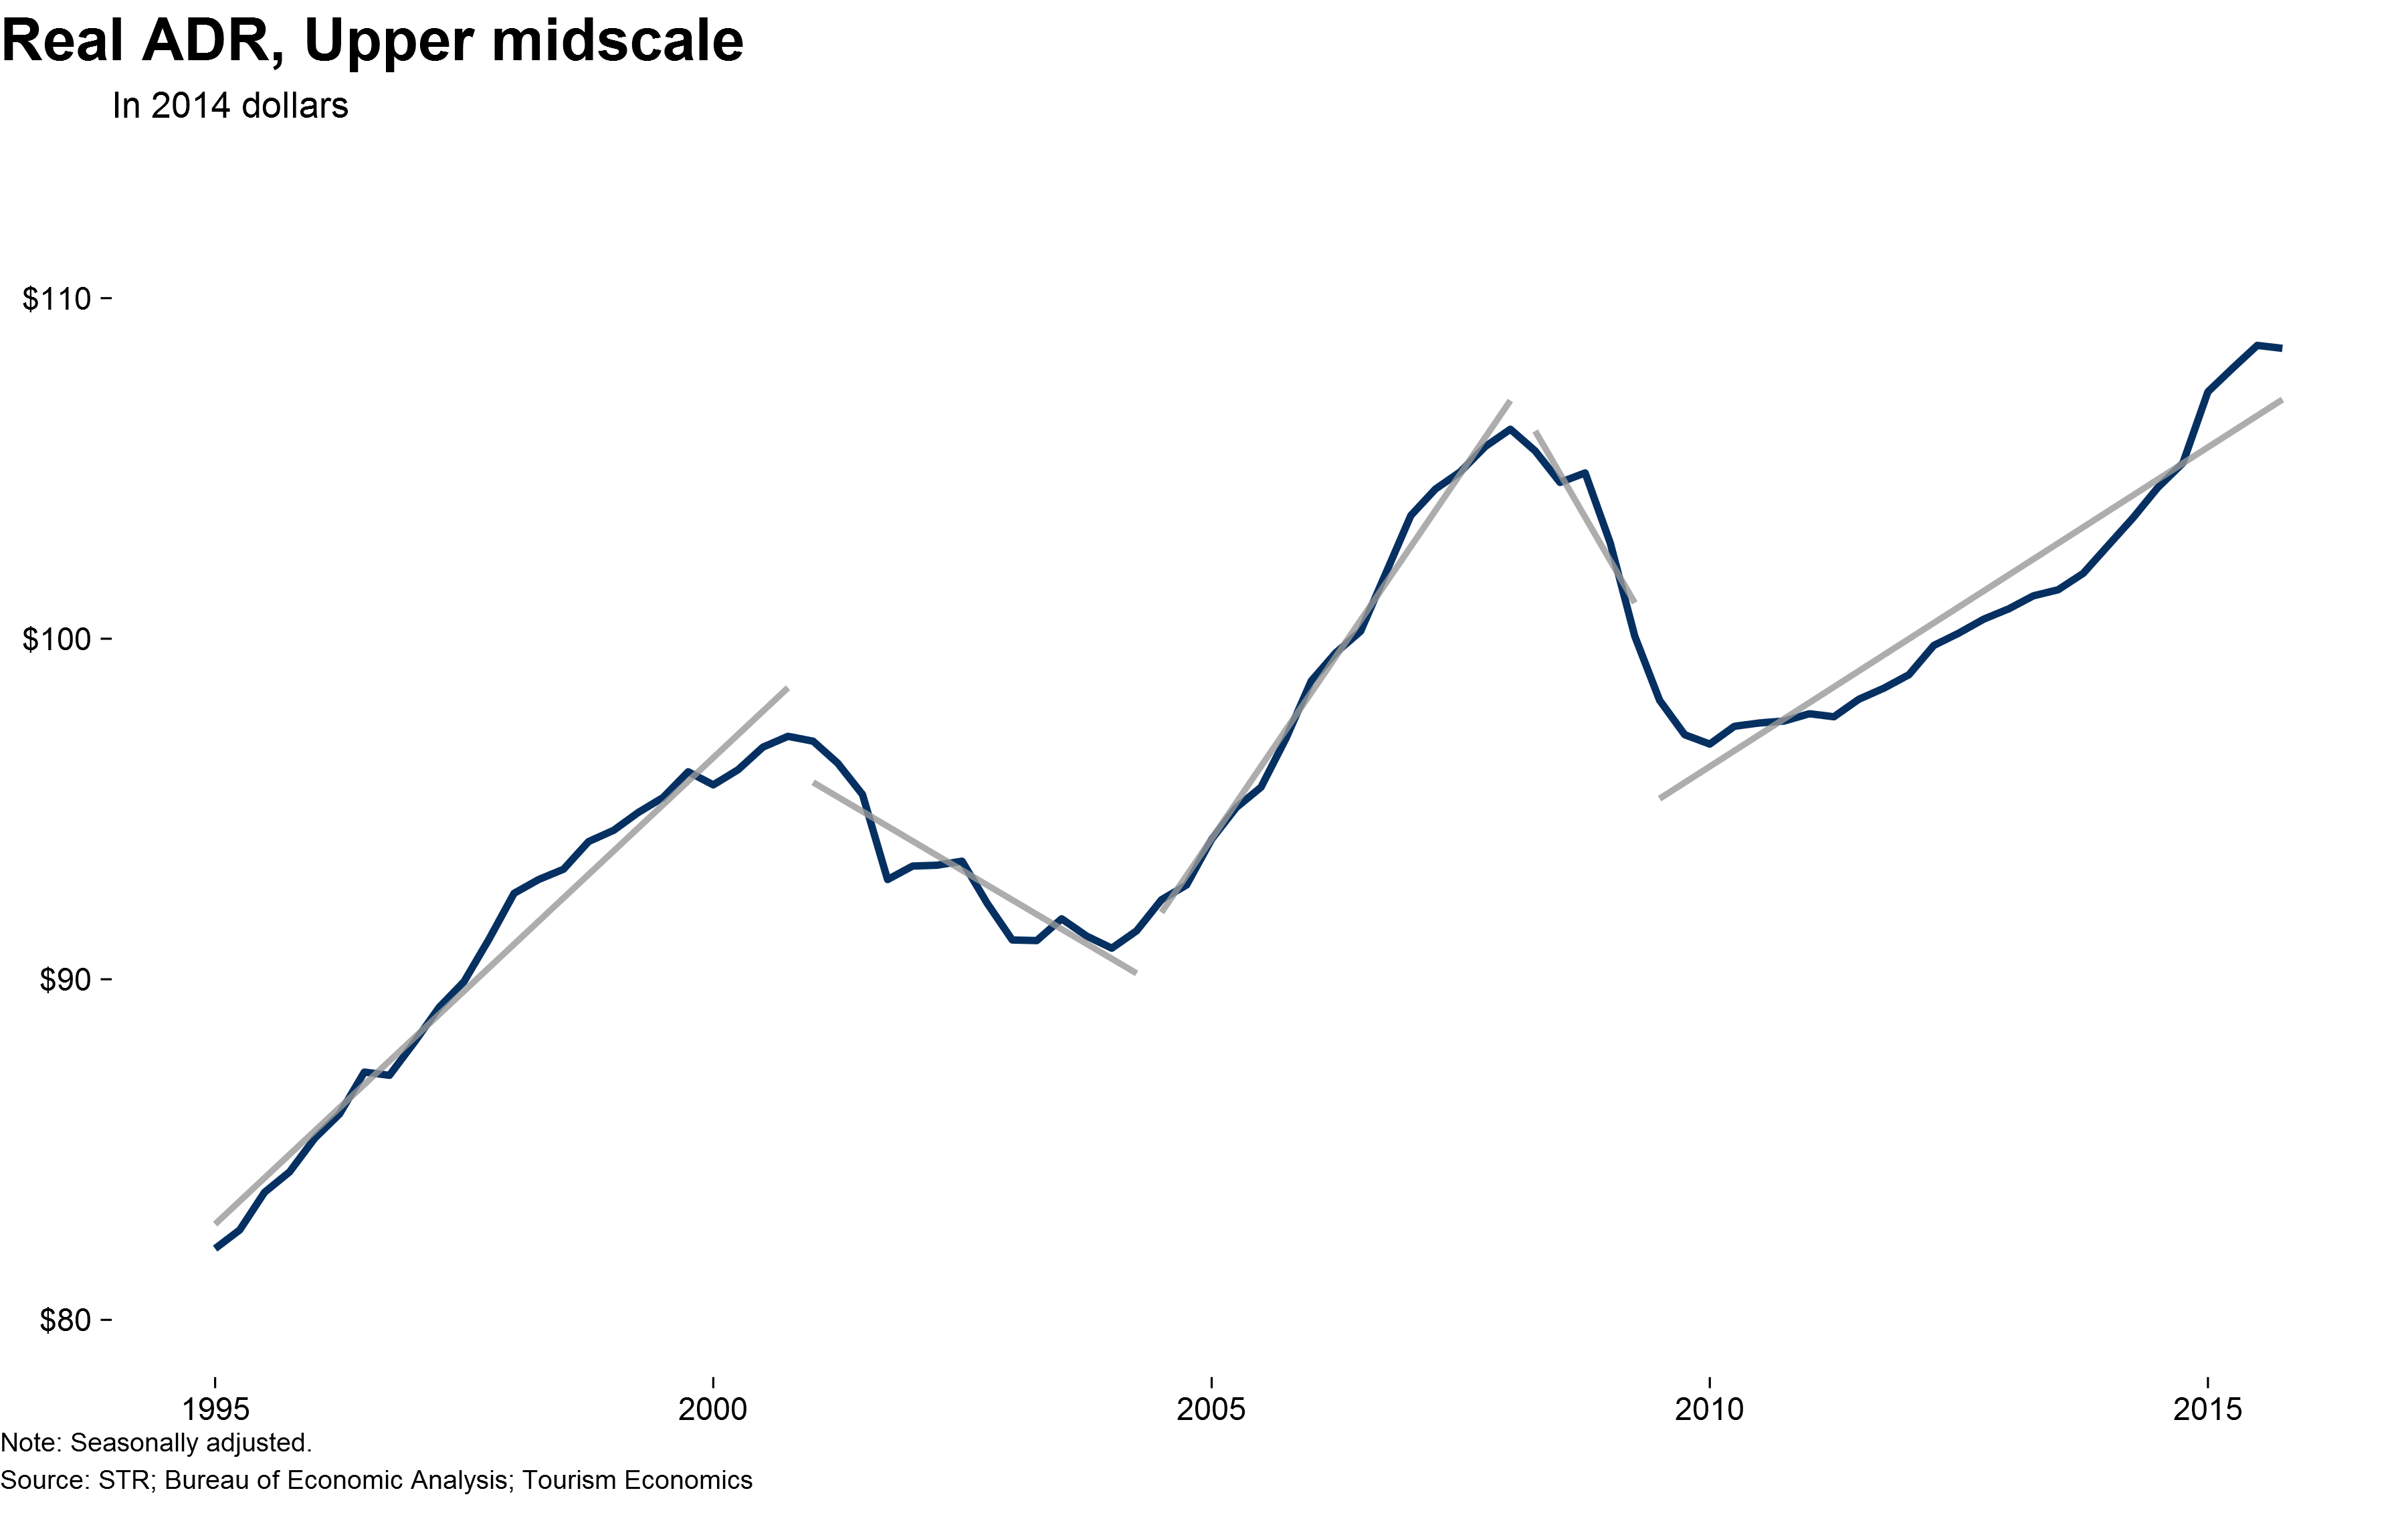 Real ADR, Upper midscale
In 2014 dollars
$110
$100
$90
$80
1995 2000 2005 2010 2015
Note: Seasonally adjusted.
Source: STR; Bureau of Economic Analysis; Tourism Economics